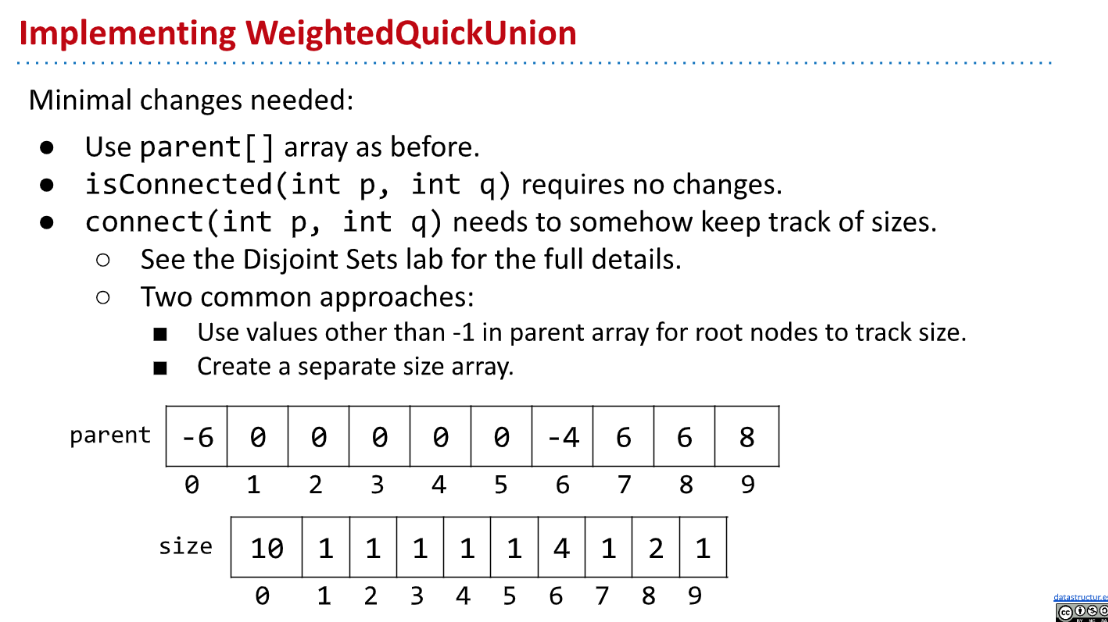 Implementing WeightedQuickUnion
Minimal changes needed:
● Use parent[] array as before.
● isConnected(int p, int q) requires no changes.
● connect(int p, int q) needs to somehow keep track of sizes.
○ See the Disjoint Sets lab for the full details.
○ Two common approaches:
■ Use values other than -1 in parent array for root nodes to track size.
■ Create a separate size array.
parent -6 0 0 0 0 0 -4 6 6 8
0 1 2 3 4 5 6 7 8 9
size 10 1 1 1 1 1 4 1 2 1
0 1 2 3 4 5 6 7 8 9
datastructur.es